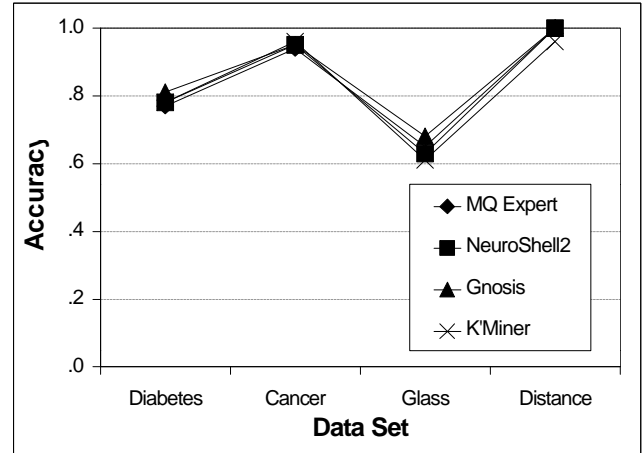 1.0
.8
.6
.4
.2
.0
Accuracy
MQ Expert
NeuroShell2
Gnosis
K'Miner
Diabetes Cancer Glass Distance
Data Set